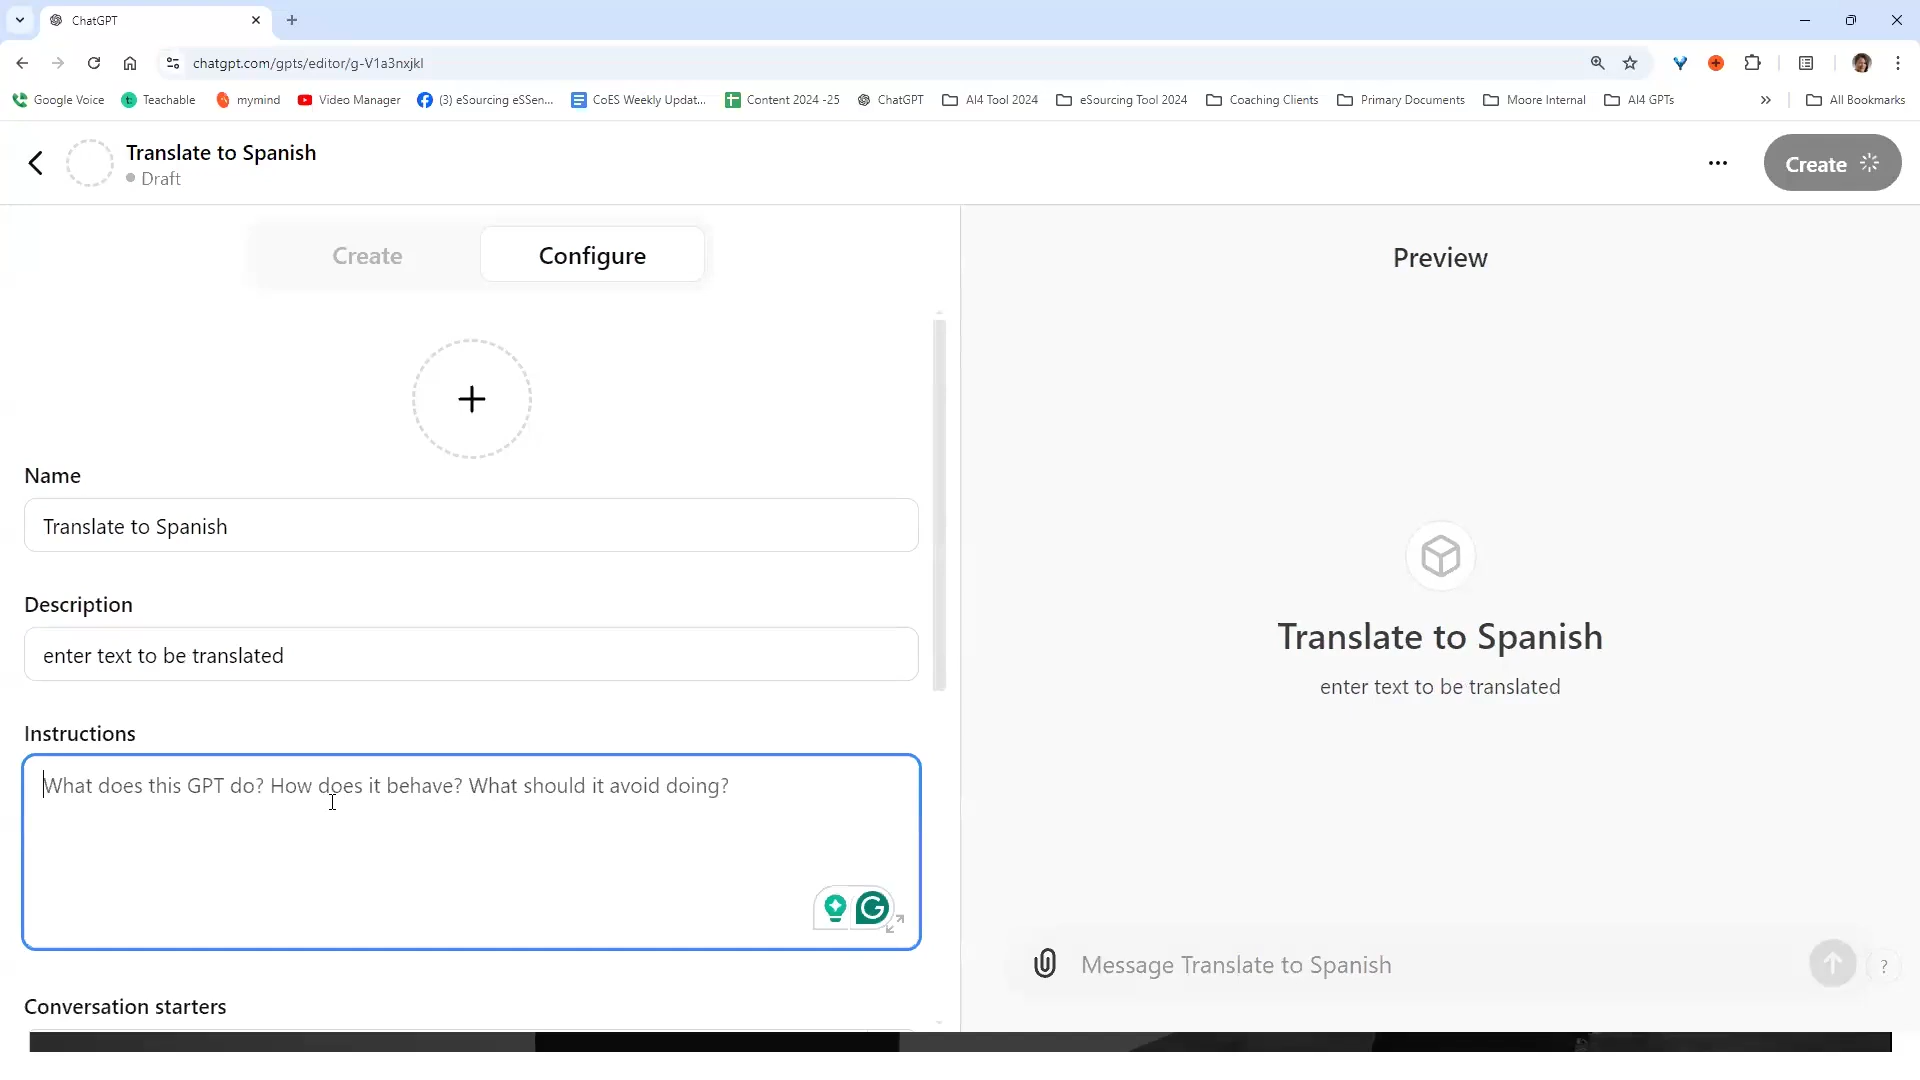 ChatGPT
chatgpt.com/gpts/editor/g-V1a3nxjkl
Google Voice
Teachable
mymind
Video Manager
(3) eSourcing eSSen...
CoES Weekly Updat...
Content 2024 -25
ChatGPT
AI4 Tool 2024
eSourcing Tool 2024
Coaching Clients
Primary Documents
Moore Internal
AI4 GPTs
All Bookmarks
Translate to Spanish
Draft
Create
Create
Configure
Preview
Name
Translate to Spanish
Description
enter text to be translated
Instructions
What does this GPT do? How does it behave? What should it avoid doing?
Conversation starters
Translate to Spanish
enter text to be translated
Message Translate to Spanish
?